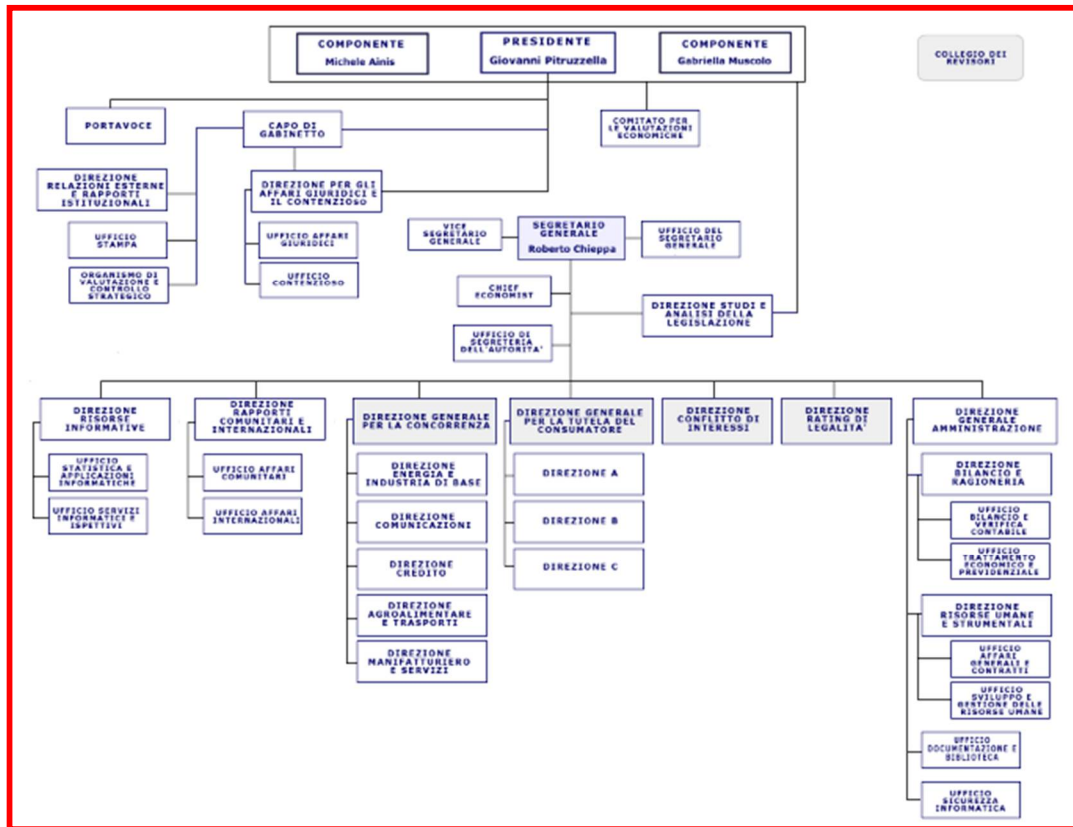 COMPONENTE
Michele Ainis
PRESIDENTE
Giovanni Pitruzzella
COMPONENTE
Gabriella Muscolo
COLLEGIO DEI
REVISORI
PORTAVOCE
CAPO DI
GABINETTO
COMITATO PER
LE VALUTAZIONI
ECONOMICHE
DIREZIONE
RELAZIONI ESTERNE
E RAPPORTI
ISTITUZIONALI
DIREZIONE PER GLI
AFFARI GIURIDICI E
IL CONTENZIOSO
UFFICIO
STAMPA
UFFICIO AFFARI
GIURIDICI
ORGANISMO DI
VALUTAZIONE E
CONTROLLO
STRATEGICO
UFFICIO
CONTENZIOSO
VICE
SEGRETARIO
GENERALE
SEGRETARIO
GENERALE
Roberto Chieppa
UFFICIO DEL
SEGRETARIO
GENERALE
CHIEF
ECONOMIST
DIREZIONE STUDI E
ANALISI DELLA
LEGISLAZIONE
UFFICIO DI
SEGRETERIA
DELL'AUTORITA'
DIREZIONE
RISORSE
INFORMATIVE
UFFICIO
STATISTICA E
APPLICAZIONI
INFORMATICHE
UFFICIO SERVIZI
INFORMATICI E
ISPETTIVI
DIREZIONE
RAPPORTI
COMUNITARI E
INTERNAZIONALI
UFFICIO AFFARI
COMUNITARI
UFFICIO AFFARI
INTERNAZIONALI
DIREZIONE GENERALE
PER LA CONCORRENZA
DIREZIONE
ENERGIA E
INDUSTRIA DI BASE
DIREZIONE
COMUNICAZIONI
DIREZIONE
CREDITO
DIREZIONE
AGROALIMENTARE
E TRASPORTI
DIREZIONE
MANIFATTURIERO
E SERVIZI
DIREZIONE GENERALE
PER LA TUTELA DEL
CONSUMATORE
DIREZIONE A
DIREZIONE B
DIREZIONE C
DIREZIONE
CONFLITTO DI
INTERESSI
DIREZIONE
RATING DI
LEGALITA'
DIREZIONE
GENERALE
AMMINISTRAZIONE
DIREZIONE
BILANCIO E
RAGIONERIA
UFFICIO
BILANCIO E
VERIFICA
CONTABILE
UFFICIO
TRATTAMENTO
ECONOMICO E
PREVIDENZIALE
DIREZIONE
RISORSE UMANE
E STRUMENTALI
UFFICIO
AFFARI
GENERALI E
CONTRATTI
UFFICIO
SVILUPPO E
GESTIONE DELLE
RISORSE UMANE
UFFICIO
DOCUMENTAZIONE E
BIBLIOTECA
UFFICIO
SICUREZZA
INFORMATICA